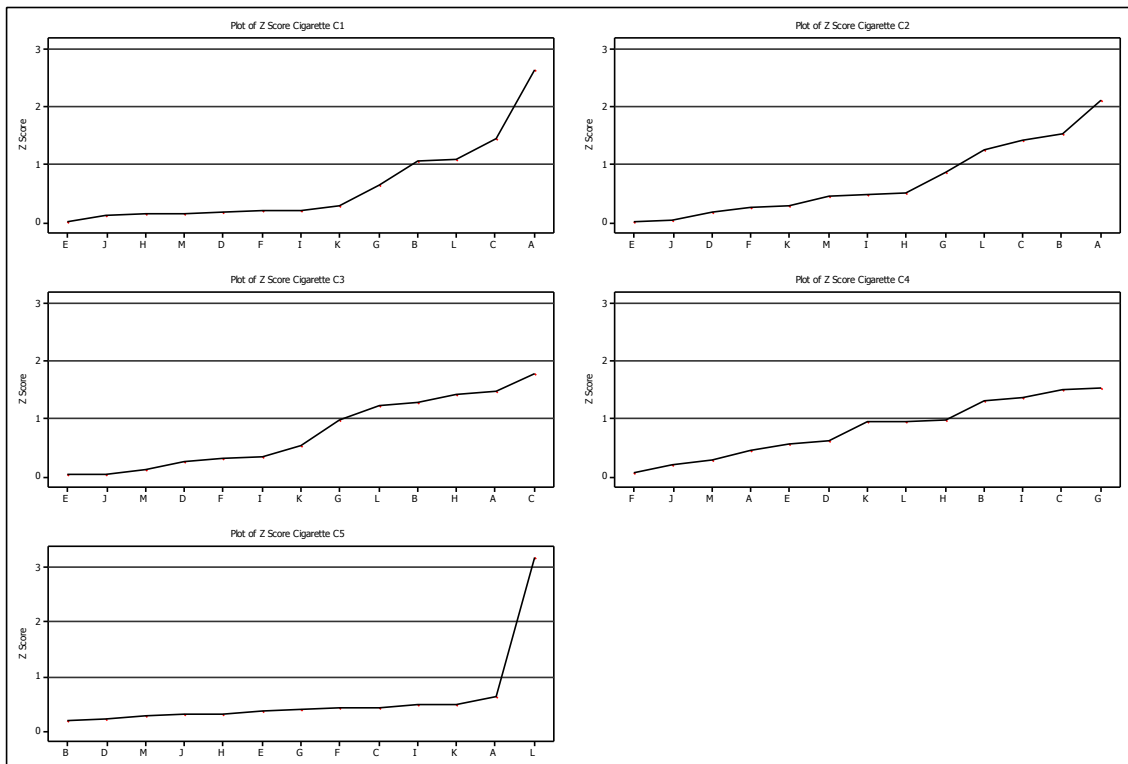 Plot of Z Score Cigarette C1
3
2
1
0
Z Score
E J H M D F I K G B L C A
Plot of Z Score Cigarette C2
3
2
1
0
Z Score
E J D F K M I H G L C B A
Plot of Z Score Cigarette C3
3
2
1
0
Z Score
E J M D F I K G L B H A C
Plot of Z Score Cigarette C4
3
2
1
0
Z Score
F J M A E D K L H B I C G
Plot of Z Score Cigarette C5
3
2
1
0
Z Score
B D M J H E G F C I K A L